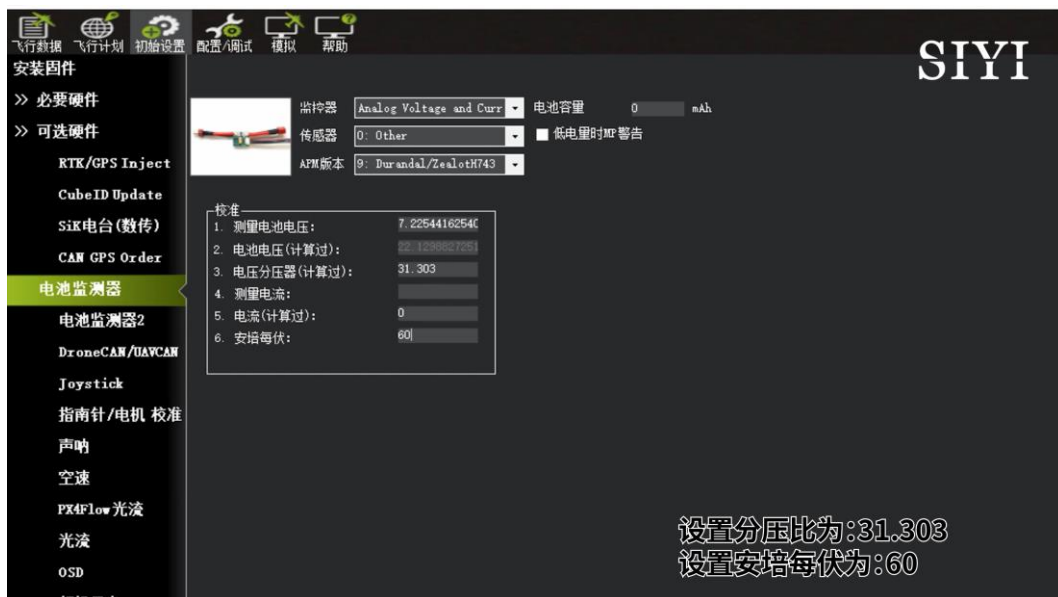 飞行数据 飞行计划 初始设置 配置/调试 模拟 帮助
SIYI
安装固件
>> 必要硬件
>> 可选硬件
RTK/GPS Inject
CubeID Update
SiK电台(数传)
CAN GPS Order
电池监测器
电池监测器2
DroneCAN/UAVCAN
Joystick
指南针/电机 校准
声呐
空速
PX4Flow光流
光流
OSD
监控器 Analog Voltage and Curr 电池容量 0 mAh
传感器 0: Other 低电量时MP警告
APM版本 9: Durandal/ZealotH743
校准
1. 测量电池电压: 7.2254416254
2. 电池电压(计算过): 22.1298827251
3. 电压分压器(计算过): 31.303
4. 测量电流:
5. 电流(计算过): 0
6. 安培每伏: 60
设置分压比为:31.303
设置安培每伏为:60